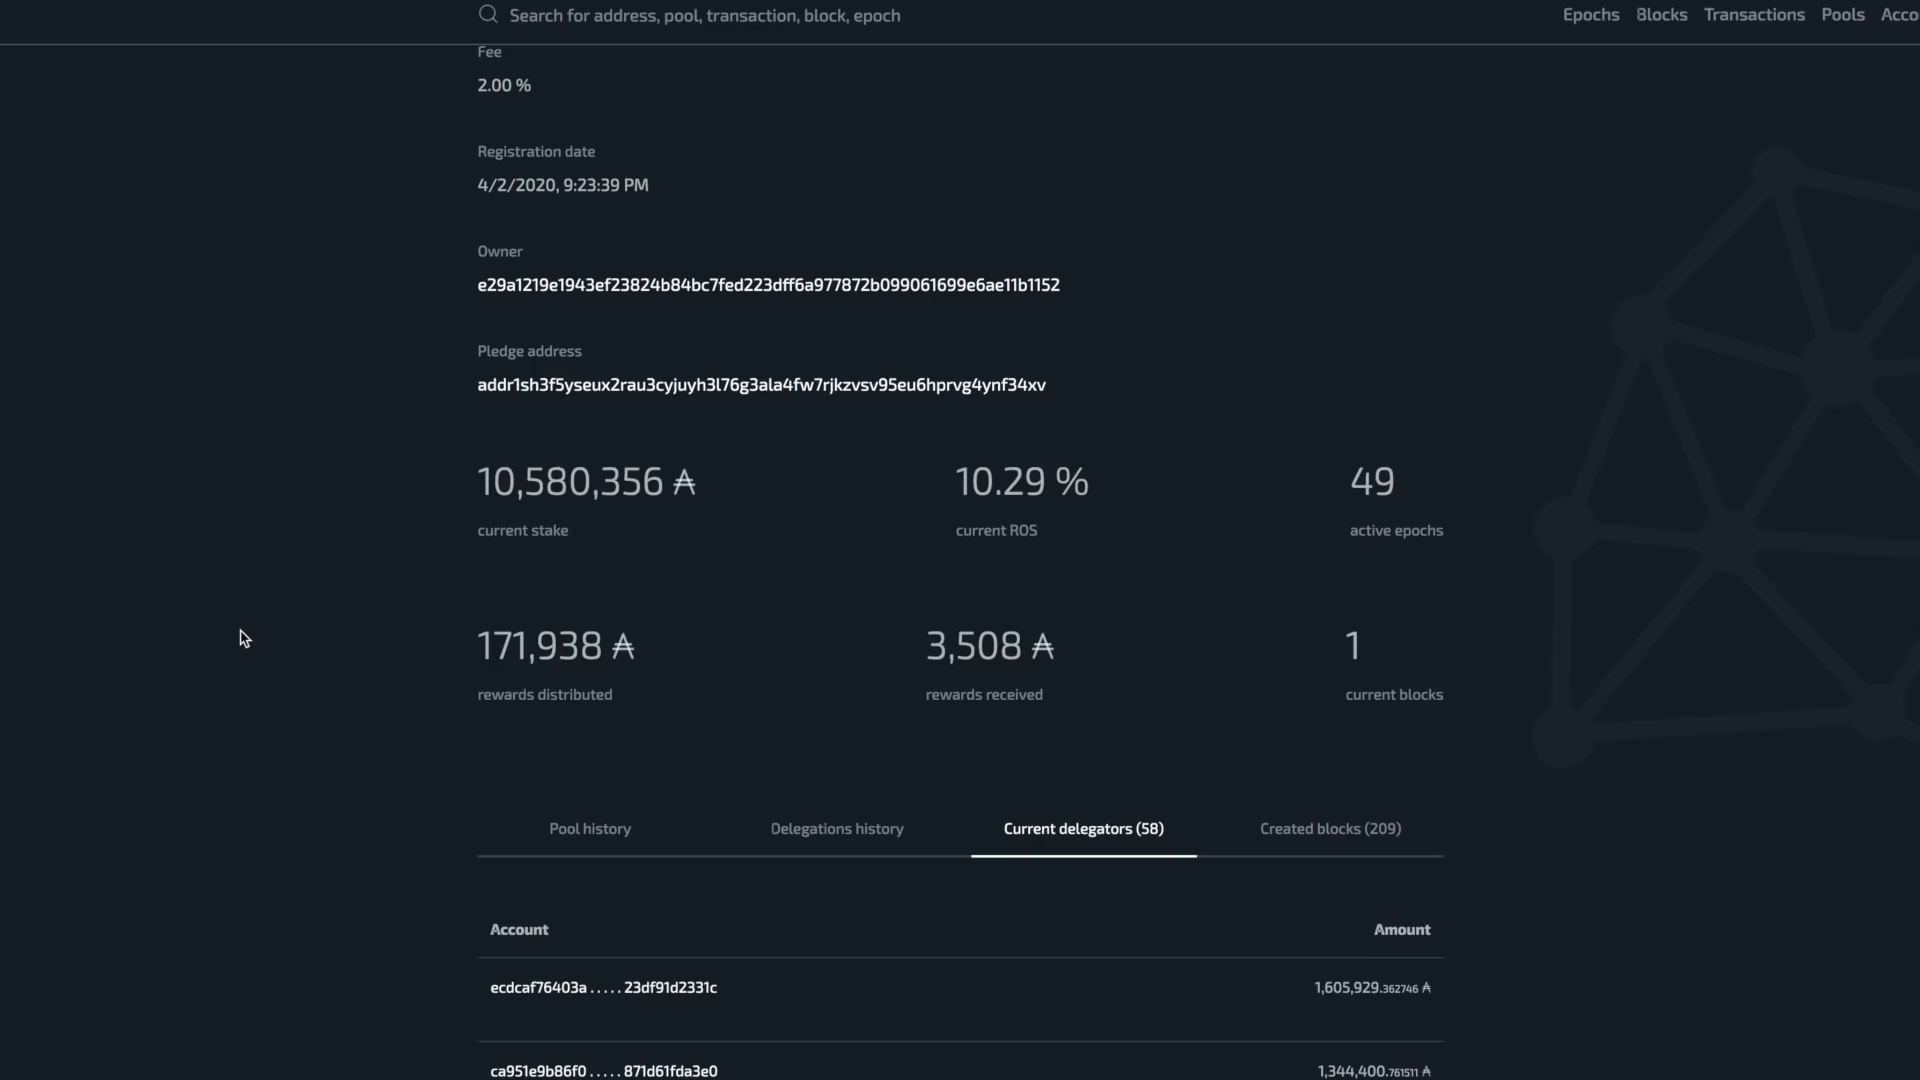 Search for address, pool, transaction, block, epoch
Epochs Blocks Transactions Pools Acco
Fee
2.00 %
Registration date
4/2/2020, 9:23:39 PM
Owner
e29a1219e1943ef23824b84bc7fed223dff6a977872b099061699e6ae11b1152
Pledge address
addr1sh3f5yseux2rau3cyjuyh3l76g3ala4fw7rjkzvsv95eu6hprvg4ynf34xv
10,580,356 ₳ 10.29 % 49
current stake current ROS active epochs
171,938 ₳ 3,508 ₳ 1
rewards distributed rewards received current blocks
Pool history Delegations history Current delegators (58) Created blocks (209)
Account Amount
ecdcaf76403a ..... 23df91d2331c 1,605,929.362746 ₳
ca951e9b86f0 ..... 871d61fda3e0 1,344,400.761511 ₳